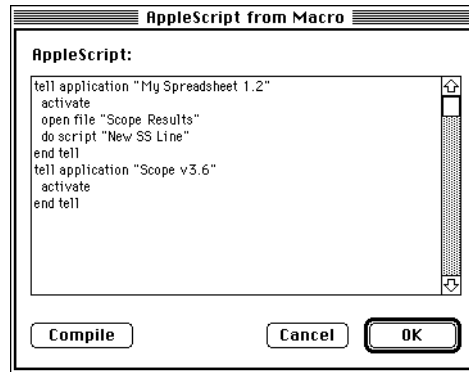 AppleScript from Macro
AppleScript:
tell application "My Spreadsheet 1.2"
activate
open file "Scope Results"
do script "New SS Line"
end tell
tell application "Scope v3.6"
activate
end tell
Compile Cancel OK